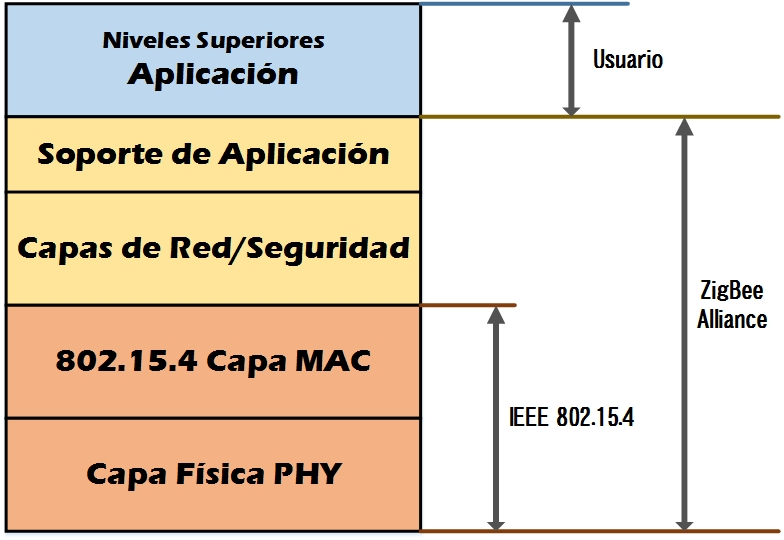 Niveles Superiores
Aplicación
Usuario
Soporte de Aplicación
Capas de Red/Seguridad
ZigBee
Alliance
802.15.4 Capa MAC
IEEE 802.15.4
Capa Física PHY